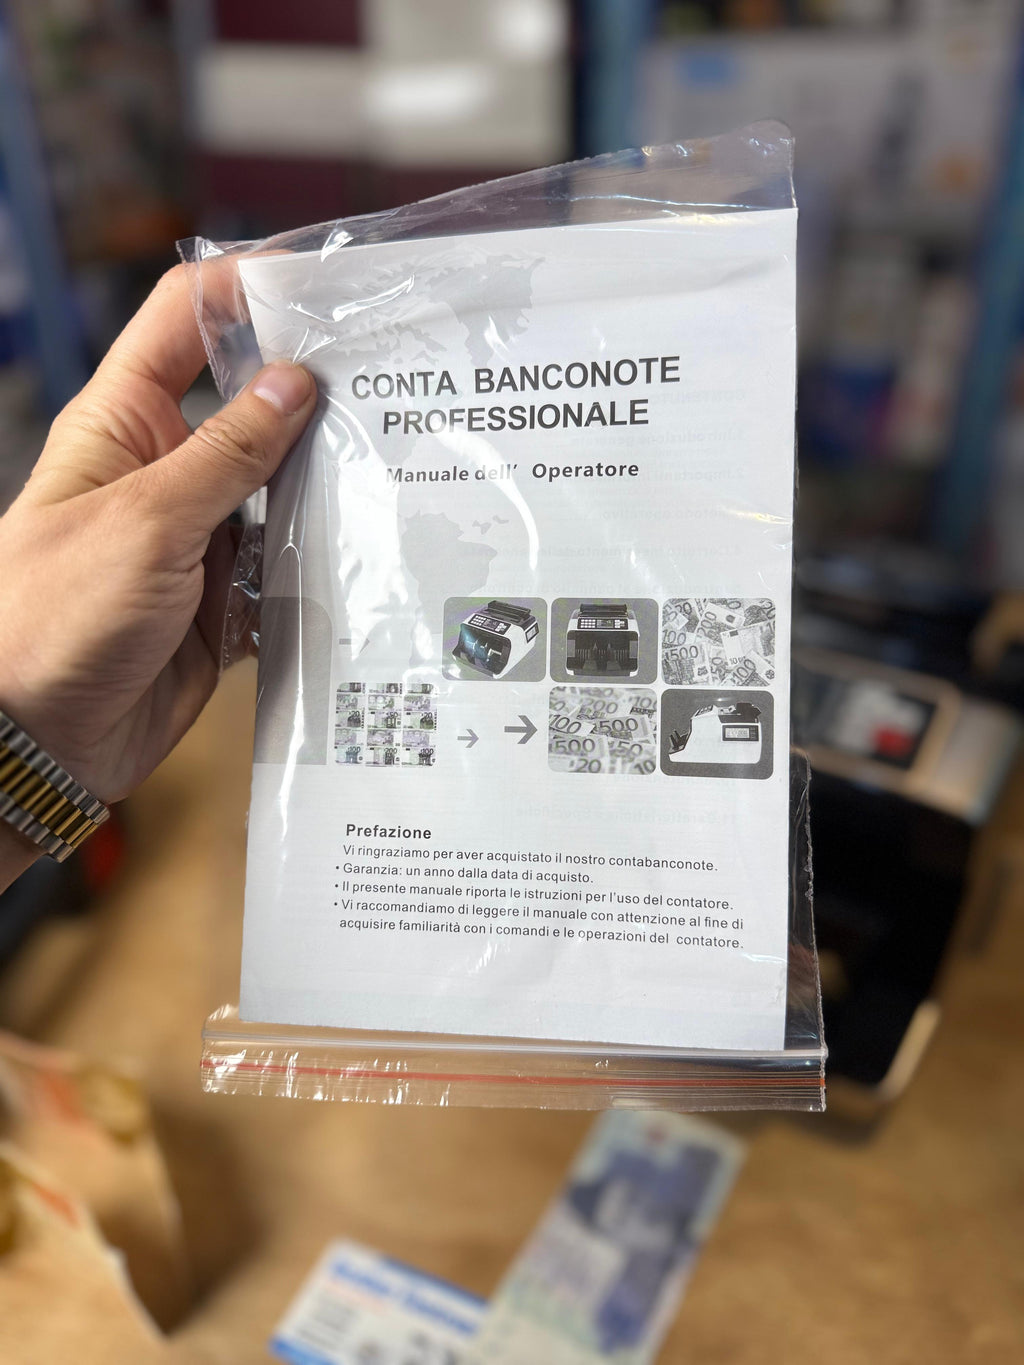 CONTA BANCONOTE
PROFESSIONALE
Manuale dell' Operatore
Prefazione
Vi ringraziamo per aver acquistato il nostro contabanconote.
• Garanzia: un anno dalla data di acquisto.
• Il presente manuale riporta le istruzioni per l'uso del contatore.
• Vi raccomandiamo di leggere il manuale con attenzione al fine di
acquisire familiarità con i comandi e le operazioni del contatore.